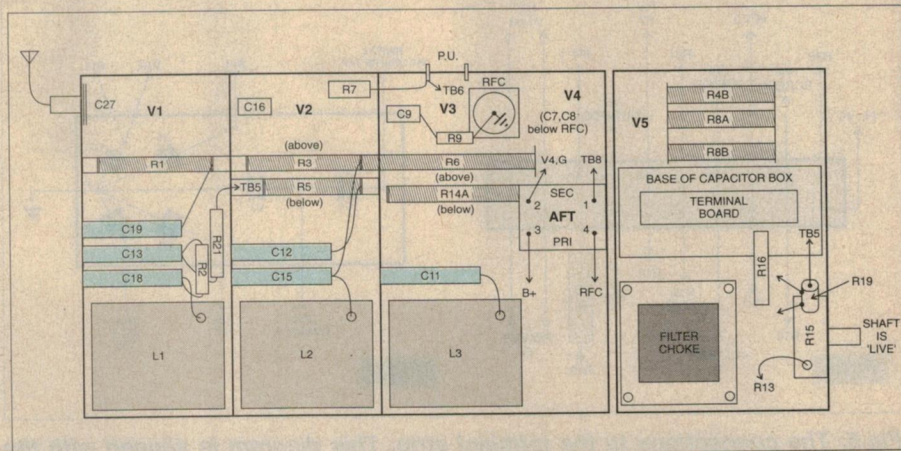 P.U.
C27
V1
C16
V2
R7
TB6
C9
V3
RFC
R9
V4
(C7,C8
below RFC)
(above)
R1
R3
R6
(above)
V4,G
TB8
TB5
R5
(below)
R14A
(below)
SEC
2
1
AFT
3
4
PRI
B+
RFC
C19
C13
C18
R2
R21
C12
C15
C11
L1
L2
L3
V5
R4B
R8A
R8B
BASE OF CAPACITOR BOX
TERMINAL
BOARD
TB5
R16
R19
R15
SHAFT
IS
'LIVE'
FILTER
CHOKE
R13